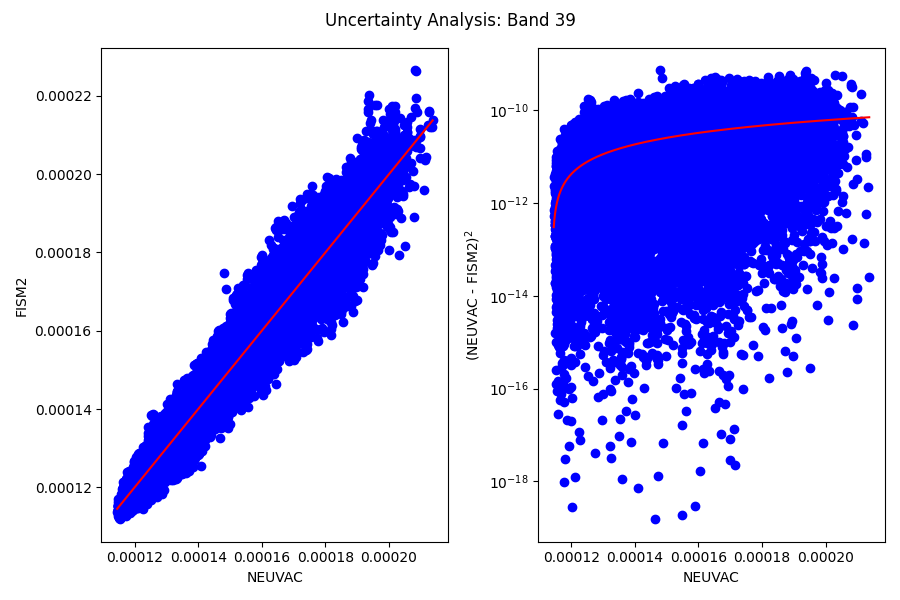 Uncertainty Analysis: Band 39
FISM2
0.00022
0.00020
0.00018
0.00016
0.00014
0.00012
0.00012 0.00014 0.00016 0.00018 0.00020
NEUVAC
(NEUVAC - FISM2)²
10⁻¹⁰
10⁻¹²
10⁻¹⁴
10⁻¹⁶
10⁻¹⁸
0.00012 0.00014 0.00016 0.00018 0.00020
NEUVAC